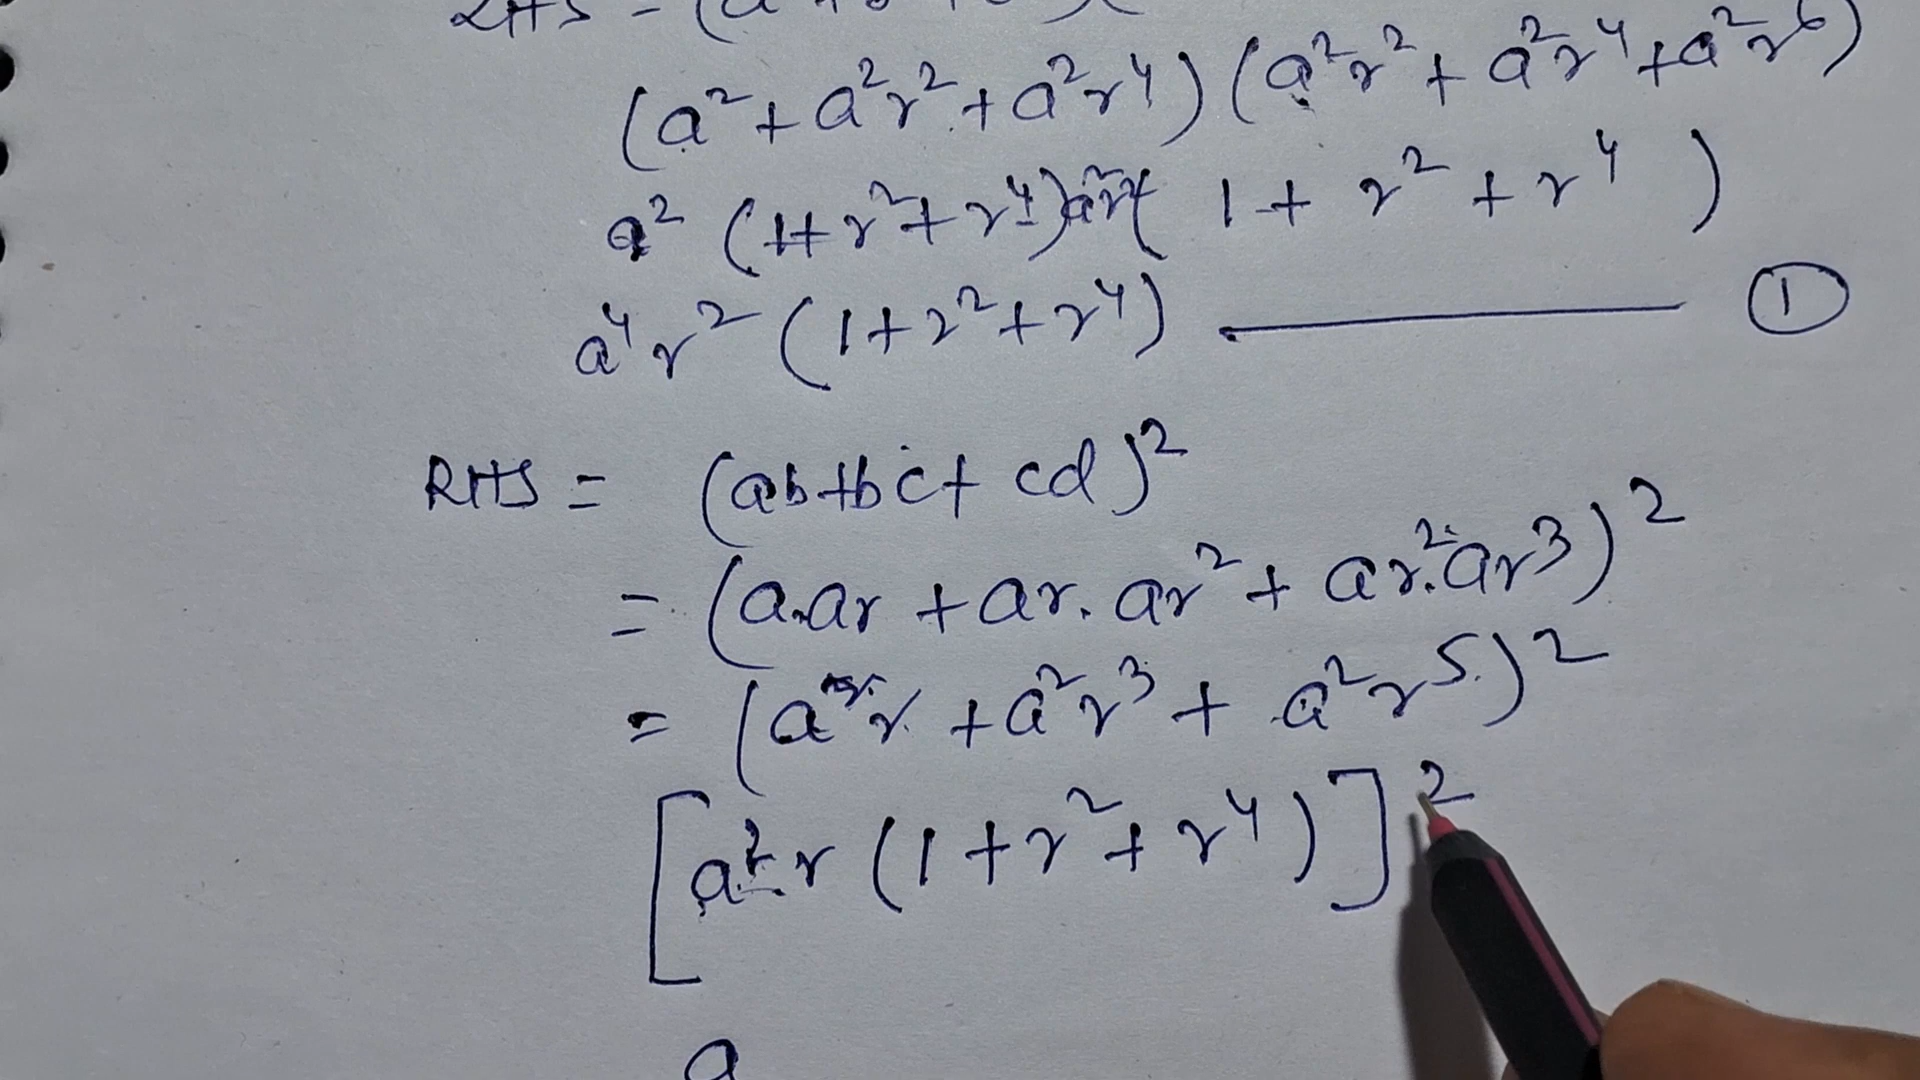 (a² + a²r² + a²r⁴) (a²r² + a²r⁴ + a²r⁶)
a² (1 + r² + r⁴) a²r² ( 1 + r² + r⁴ )
a⁴r² (1 + r² + r⁴) ——— ①
RHS = (ab + bc + cd)²
= (a.ar + ar.ar² + ar².ar³)²
= (a²r + a²r³ + a²r⁵)²
[a²r (1 + r² + r⁴)]²
a